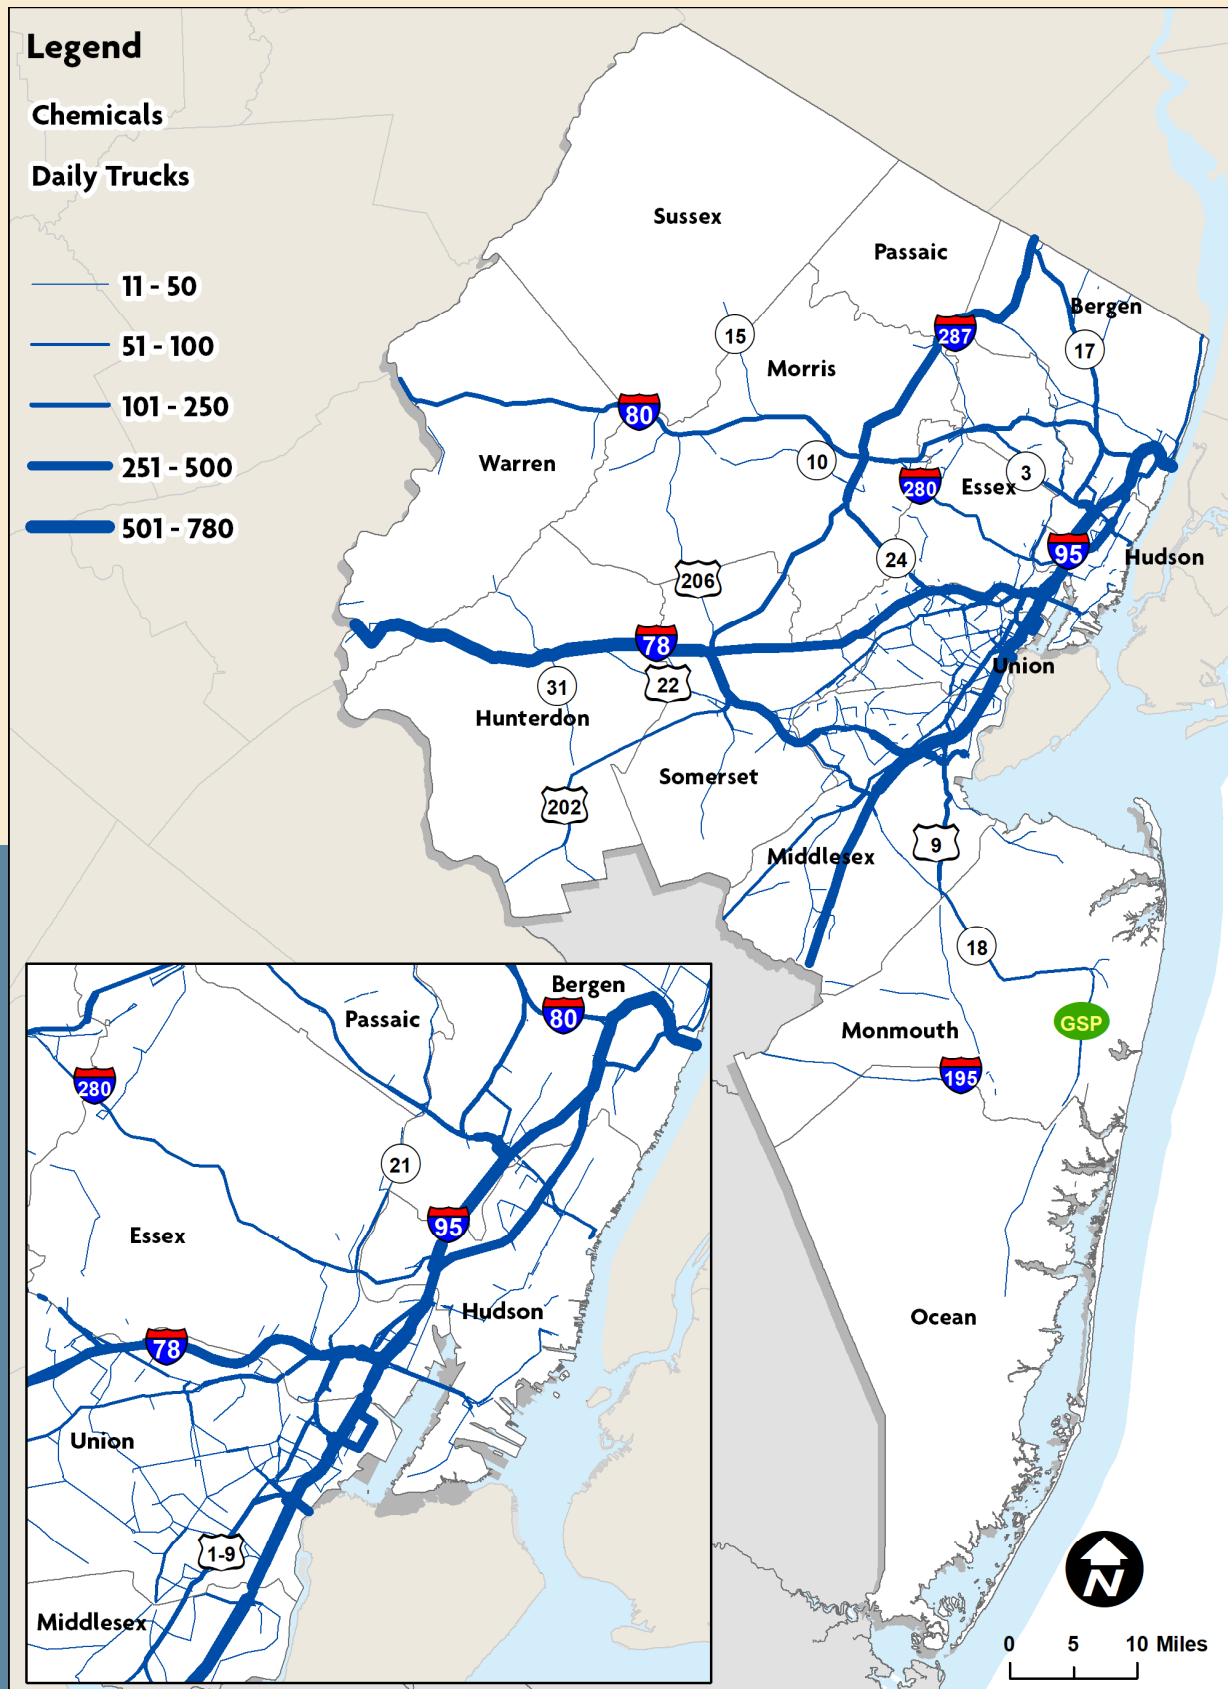 Legend
Chemicals
Daily Trucks
11 - 50
51 - 100
101 - 250
251 - 500
501 - 780
Sussex
Passaic
Bergen
15
287
17
Morris
80
Warren
10
280
Essex
3
95
Hudson
24
206
78
22
31
Union
Hunterdon
Somerset
202
9
Middlesex
18
GSP
Monmouth
195
Ocean
Bergen
80
Passaic
280
21
95
Essex
Hudson
78
Union
1-9
Middlesex
N
0 5 10 Miles